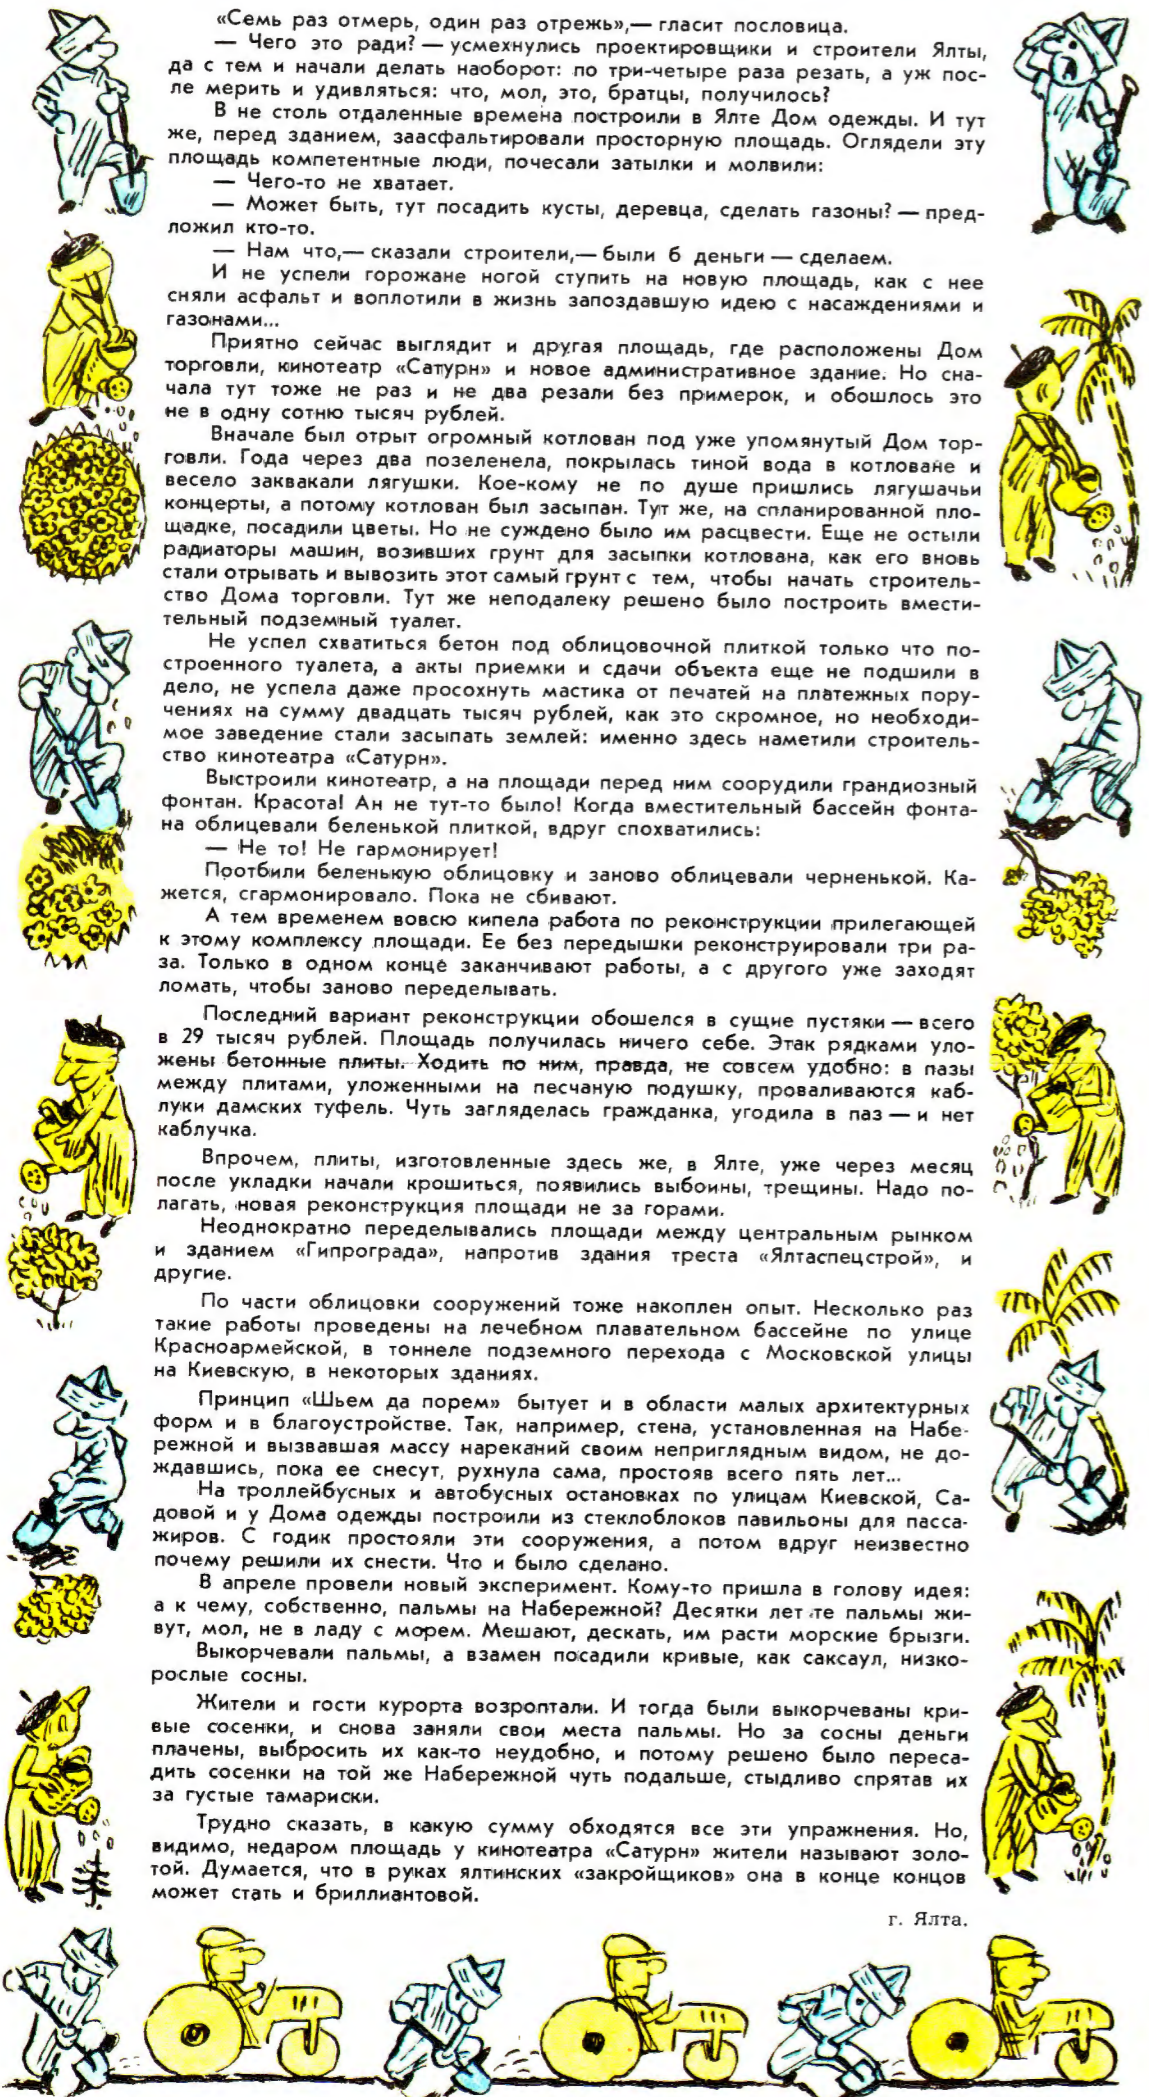 «Семь раз отмерь, один раз отрежь»,— гласит пословица.
— Чего это ради? — усмехнулись проектировщики и строители Ялты,
да с тем и начали делать наоборот: по три-четыре раза резать, а уж пос-
ле мерить и удивляться: что, мол, это, братцы, получилось?
В не столь отдаленные времена построили в Ялте Дом одежды. И тут
же, перед зданием, заасфальтировали просторную площадь. Оглядели эту
площадь компетентные люди, почесали затылки и молвили:
— Чего-то не хватает.
— Может быть, тут посадить кусты, деревца, сделать газоны? — пред-
ложил кто-то.
— Нам что,— сказали строители,— были б деньги — сделаем.
И не успели горожане ногой ступить на новую площадь, как с нее
сняли асфальт и воплотили в жизнь запоздавшую идею с насаждениями и
газонами...
Приятно сейчас выглядит и другая площадь, где расположены Дом
торговли, кинотеатр «Сатурн» и новое административное здание. Но сна-
чала тут тоже не раз и не два резали без примерок, и обошлось это
не в одну сотню тысяч рублей.
Вначале был отрыт огромный котлован под уже упомянутый Дом тор-
говли. Года через два позеленела, покрылась тиной вода в котловане и
весело заквакали лягушки. Кое-кому не по душе пришлись лягушачьи
концерты, а потому котлован был засыпан. Тут же, на спланированной пло-
щадке, посадили цветы. Но не суждено было им расцвести. Еще не остыли
радиаторы машин, возивших грунт для засыпки котлована, как его вновь
стали отрывать и вывозить этот самый грунт с тем, чтобы начать строитель-
ство Дома торговли. Тут же неподалеку решено было построить вмести-
тельный подземный туалет.
Не успел схватиться бетон под облицовочной плиткой только что по-
строенного туалета, а акты приемки и сдачи объекта еще не подшили в
дело, не успела даже просохнуть мастика от печатей на платежных пору-
чениях на сумму двадцать тысяч рублей, как это скромное, но необходи-
мое заведение стали засыпать землей: именно здесь наметили строитель-
ство кинотеатра «Сатурн».
Выстроили кинотеатр, а на площади перед ним соорудили грандиозный
фонтан. Красота! Ан не тут-то было! Когда вместительный бассейн фонта-
на облицевали беленькой плиткой, вдруг спохватились:
— Не то! Не гармонирует!
Протбили беленькую облицовку и заново облицевали черненькой. Ка-
жется, сгармонировало. Пока не сбивают.
А тем временем вовсю кипела работа по реконструкции прилегающей
к этому комплексу площади. Ее без передышки реконструировали три ра-
за. Только в одном конце заканчивают работы, а с другого уже заходят
ломать, чтобы заново переделывать.
Последний вариант реконструкции обошелся в сущие пустяки — всего
в 29 тысяч рублей. Площадь получилась ничего себе. Этак рядками уло-
жены бетонные плиты. Ходить по ним, правда, не совсем удобно: в пазы
между плитами, уложенными на песчаную подушку, проваливаются каб-
луки дамских туфель. Чуть загляделась гражданка, угодила в паз — и нет
каблучка.
Впрочем, плиты, изготовленные здесь же, в Ялте, уже через месяц
после укладки начали крошиться, появились выбоины, трещины. Надо по-
лагать, новая реконструкция площади не за горами.
Неоднократно переделывались площади между центральным рынком
и зданием «Гипрограда», напротив здания треста «Ялтаспецстрой», и
другие.
По части облицовки сооружений тоже накоплен опыт. Несколько раз
такие работы проведены на лечебном плавательном бассейне по улице
Красноармейской, в тоннеле подземного перехода с Московской улицы
на Киевскую, в некоторых зданиях.
Принцип «Шьем да порем» бытует и в области малых архитектурных
форм и в благоустройстве. Так, например, стена, установленная на Набе-
режной и вызвавшая массу нареканий своим неприглядным видом, не до-
ждавшись, пока ее снесут, рухнула сама, простояв всего пять лет...
На троллейбусных и автобусных остановках по улицам Киевской, Са-
довой и у Дома одежды построили из стеклоблоков павильоны для пасса-
жиров. С годик простояли эти сооружения, а потом вдруг неизвестно
почему решили их снести. Что и было сделано.
В апреле провели новый эксперимент. Кому-то пришла в голову идея:
а к чему, собственно, пальмы на Набережной? Десятки лет те пальмы жи-
вут, мол, не в ладу с морем. Мешают, дескать, им расти морские брызги.
Выкорчевали пальмы, а взамен посадили кривые, как саксаул, низко-
рослые сосны.
Жители и гости курорта возроптали. И тогда были выкорчеваны кри-
вые сосенки, и снова заняли свои места пальмы. Но за сосны деньги
плачены, выбросить их как-то неудобно, и потому решено было переса-
дить сосенки на той же Набережной чуть подальше, стыдливо спрятав их
за густые тамариски.
Трудно сказать, в какую сумму обходятся все эти упражнения. Но,
видимо, недаром площадь у кинотеатра «Сатурн» жители называют золо-
той. Думается, что в руках ялтинских «закройщиков» она в конце концов
может стать и бриллиантовой.
г. Ялта.